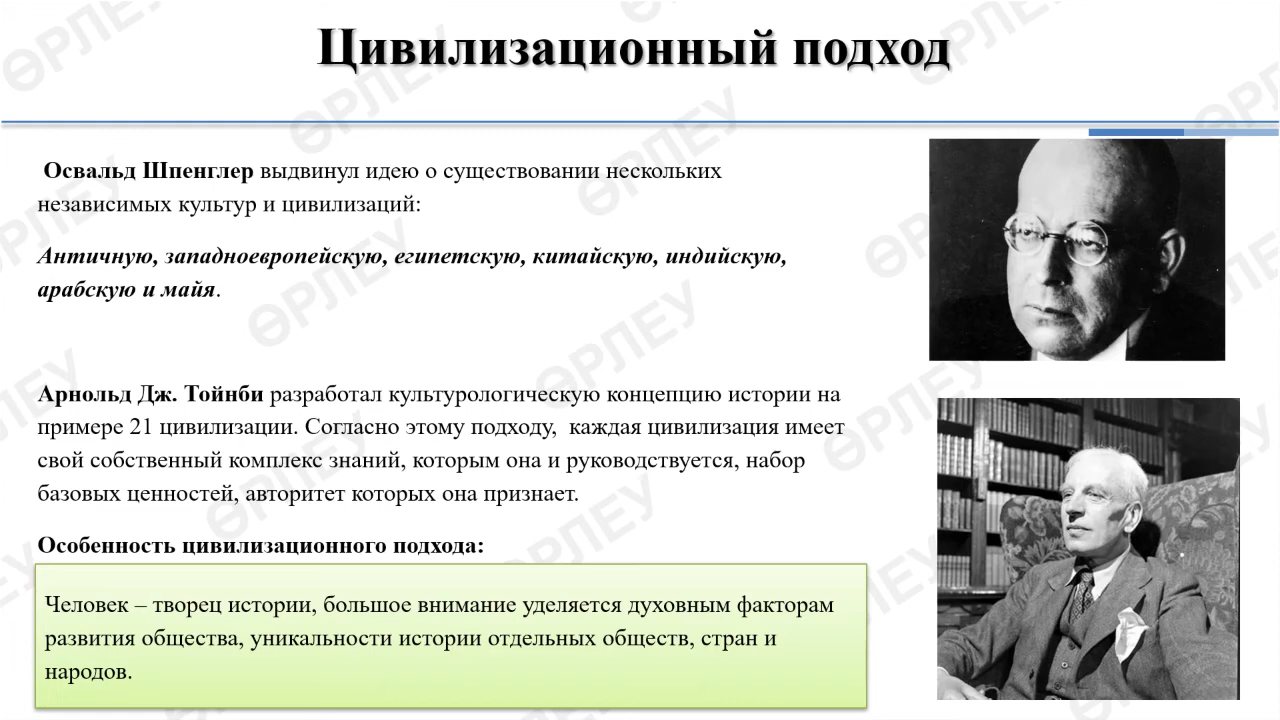 Цивилизационный подход
Освальд Шпенглер выдвинул идею о существовании нескольких
независимых культур и цивилизаций:
Античную, западноевропейскую, египетскую, китайскую, индийскую,
арабскую и майя.
Арнольд Дж. Тойнби разработал культурологическую концепцию истории на
примере 21 цивилизации. Согласно этому подходу, каждая цивилизация имеет
свой собственный комплекс знаний, которым она и руководствуется, набор
базовых ценностей, авторитет которых она признает.
Особенность цивилизационного подхода:
Человек – творец истории, большое внимание уделяется духовным факторам
развития общества, уникальности истории отдельных обществ, стран и
народов.
ӨРЛЕУ